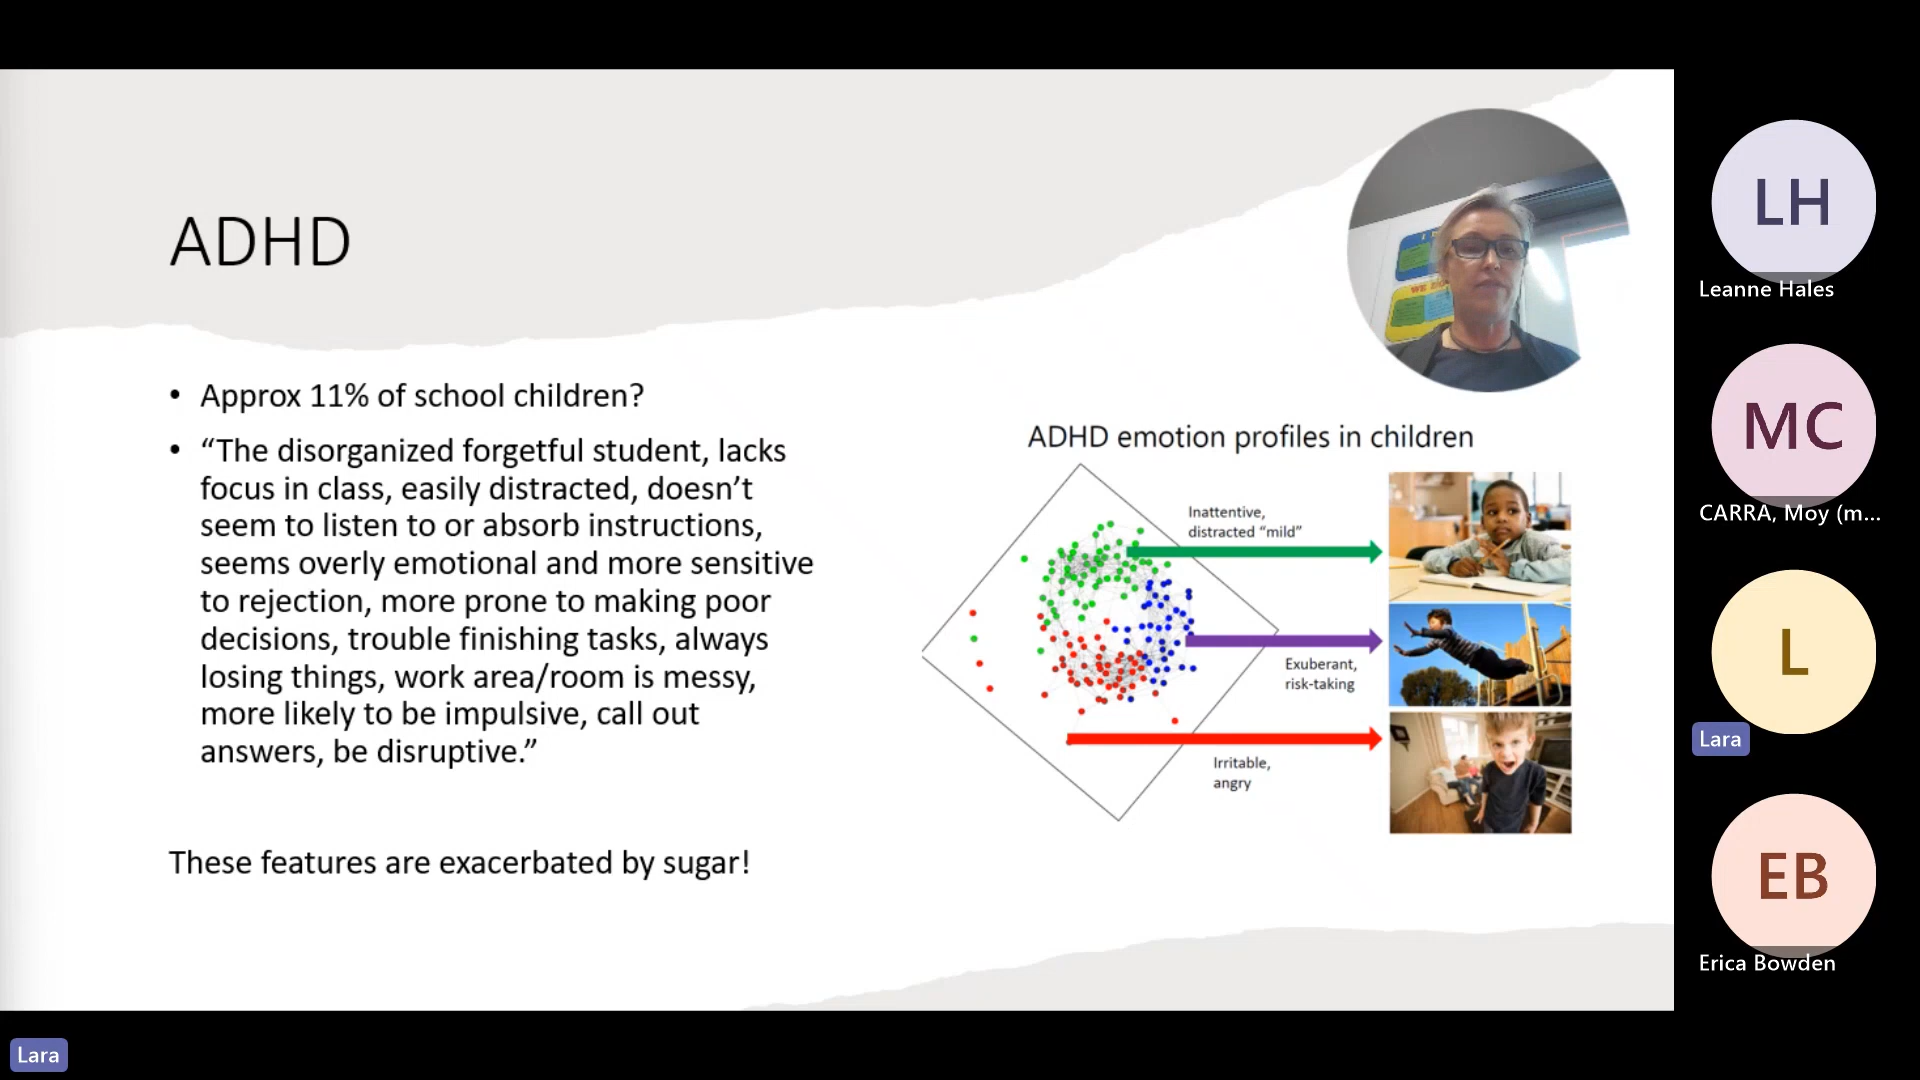 ADHD
• Approx 11% of school children?
• “The disorganized forgetful student, lacks
focus in class, easily distracted, doesn’t
seem to listen to or absorb instructions,
seems overly emotional and more sensitive
to rejection, more prone to making poor
decisions, trouble finishing tasks, always
losing things, work area/room is messy,
more likely to be impulsive, call out
answers, be disruptive.”
These features are exacerbated by sugar!
ADHD emotion profiles in children
Inattentive,
distracted “mild”
Exuberant,
risk-taking
Irritable,
angry
LH
Leanne Hales
MC
CARRA, Moy (m...
L
Lara
EB
Erica Bowden
Lara